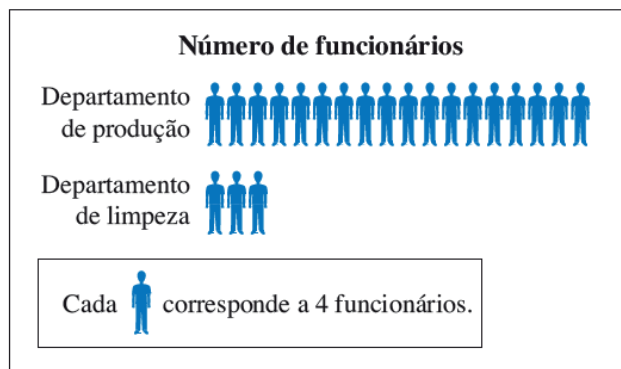 Número de funcionários
Departamento
de produção
Departamento
de limpeza
Cada corresponde a 4 funcionários.